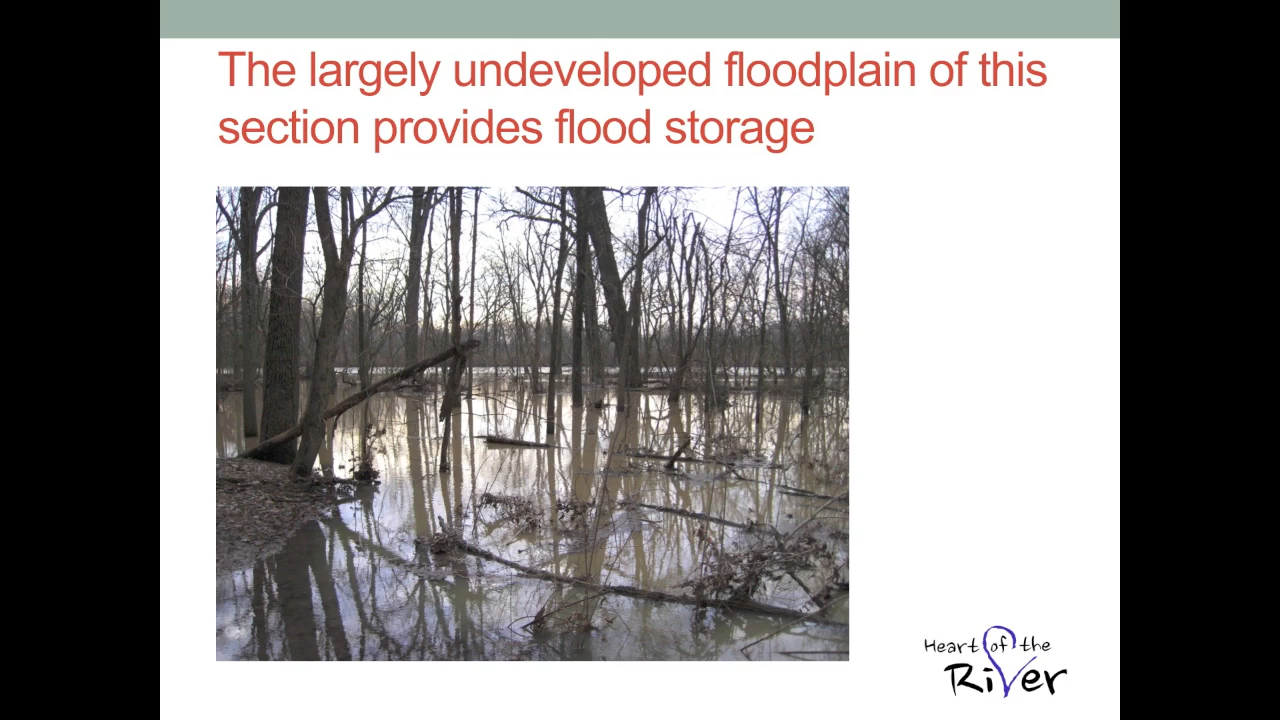 The largely undeveloped floodplain of this
section provides flood storage
Heart of the
River